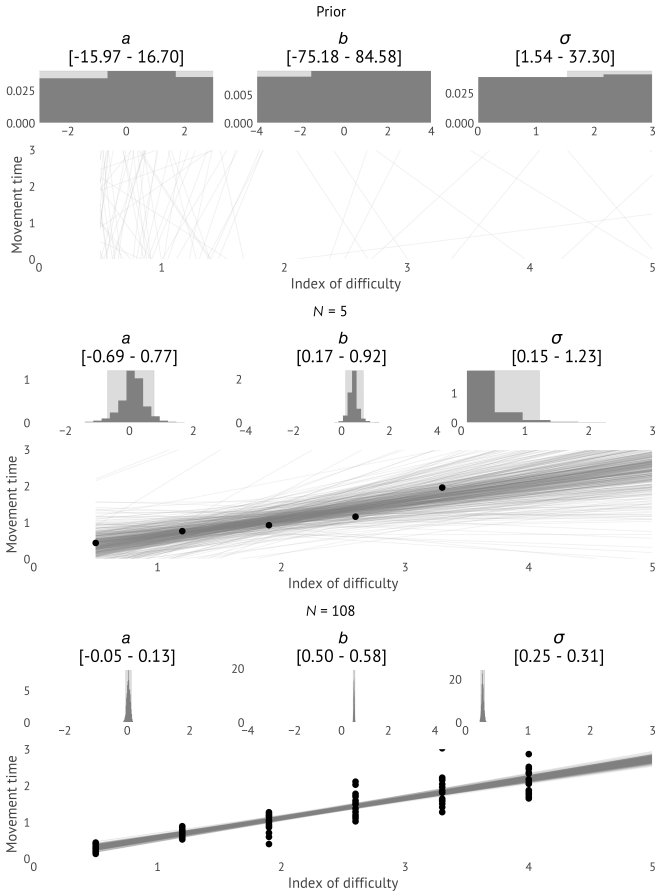 Prior
a b σ
[-15.97 - 16.70] [-75.18 - 84.58] [1.54 - 37.30]
0.025 0.005 0.025
0.000 0.000 0.000
−2 0 2 −4 −2 0 2 4 0 1 2 3
Movement time
3
2
1
0
0 1 2 3 4 5
Index of difficulty
N = 5
a b σ
[-0.69 - 0.77] [0.17 - 0.92] [0.15 - 1.23]
1 2 1
0 0 0
−2 0 2 −4 −2 0 2 4 0 1 2 3
Movement time
3
2
1
0
0 1 2 3 4 5
Index of difficulty
N = 108
a b σ
[-0.05 - 0.13] [0.50 - 0.58] [0.25 - 0.31]
5 20 20
0 0 0
−2 0 2 −4 −2 0 2 4 0 1 2 3
Movement time
3
2
1
0
0 1 2 3 4 5
Index of difficulty